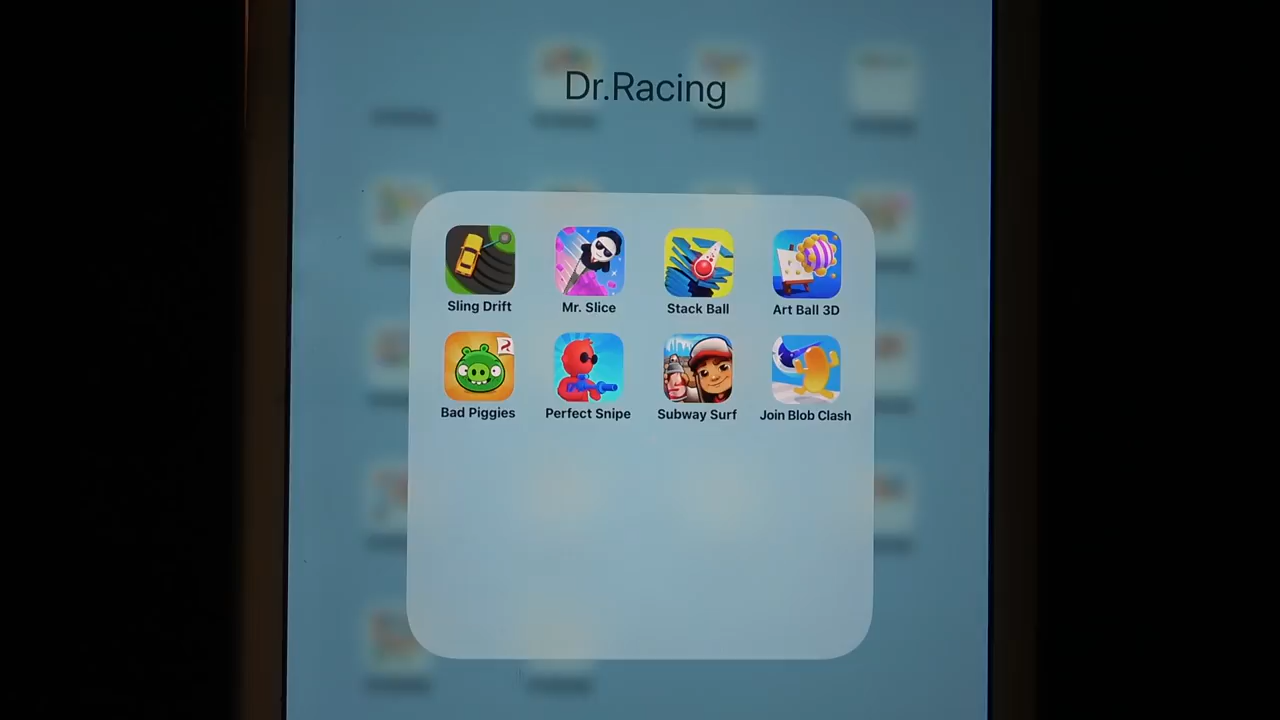 Dr.Racing
Sling Drift
Mr. Slice
Stack Ball
Art Ball 3D
Bad Piggies
Perfect Snipe
Subway Surf
Join Blob Clash